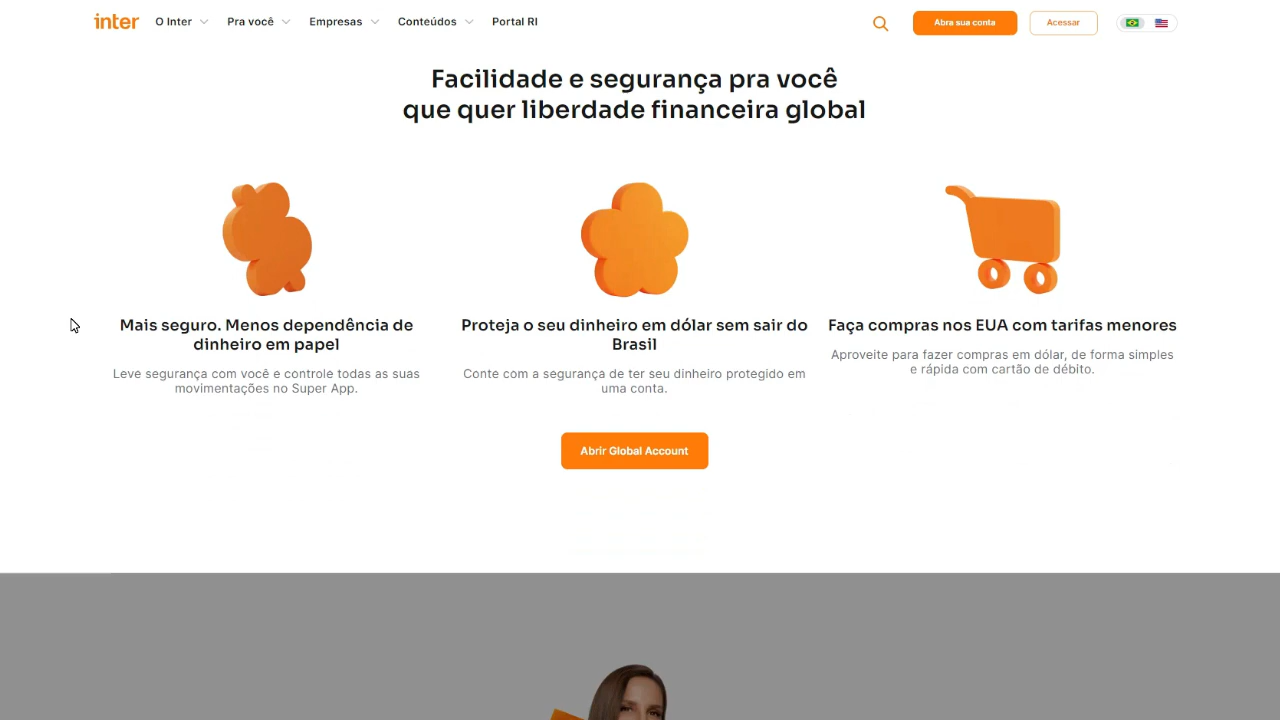 inter
O Inter
Pra você
Empresas
Conteúdos
Portal RI
Abra sua conta
Acessar
Facilidade e segurança pra você
que quer liberdade financeira global
Mais seguro. Menos dependência de
dinheiro em papel
Leve segurança com você e controle todas as suas
movimentações no Super App.
Proteja o seu dinheiro em dólar sem sair do
Brasil
Conte com a segurança de ter seu dinheiro protegido em
uma conta.
Faça compras nos EUA com tarifas menores
Aproveite para fazer compras em dólar, de forma simples
e rápida com cartão de débito.
Abrir Global Account